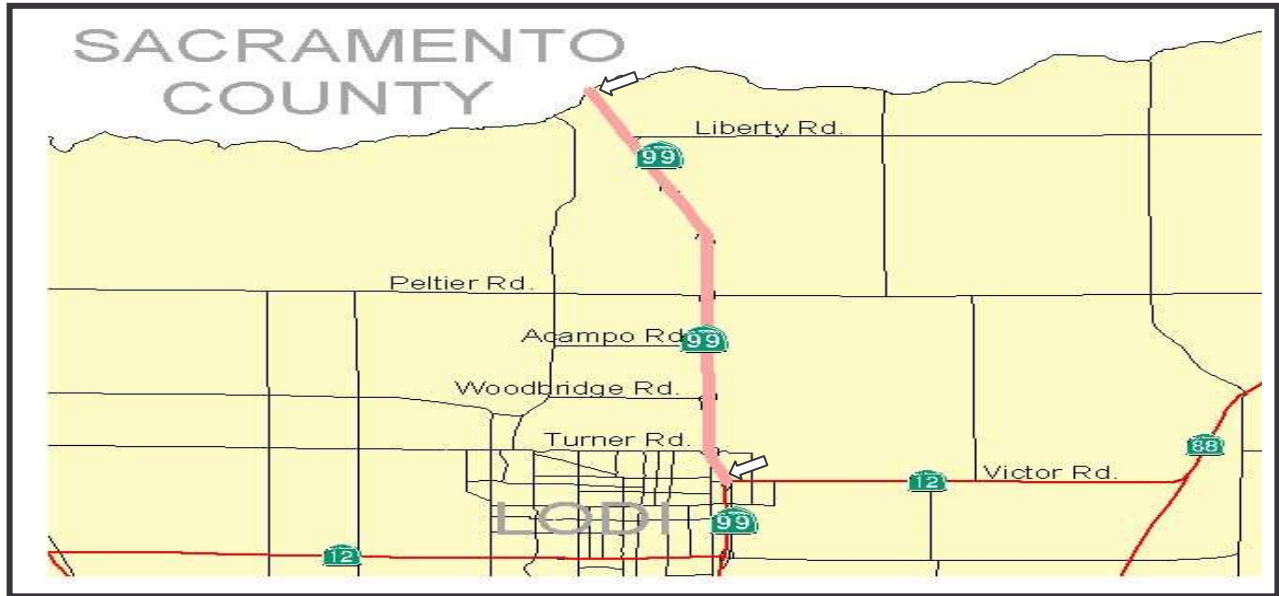 SACRAMENTO
COUNTY
Liberty Rd.
99
Peltier Rd.
Acampo Rd
99
Woodbridge Rd.
Turner Rd.
88
Victor Rd.
12
LODI
99
12